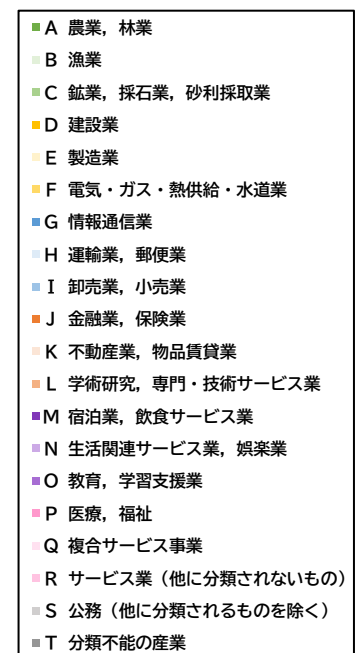 A 農業，林業
B 漁業
C 鉱業，採石業，砂利採取業
D 建設業
E 製造業
F 電気・ガス・熱供給・水道業
G 情報通信業
H 運輸業，郵便業
I 卸売業，小売業
J 金融業，保険業
K 不動産業，物品賃貸業
L 学術研究，専門・技術サービス業
M 宿泊業，飲食サービス業
N 生活関連サービス業，娯楽業
O 教育，学習支援業
P 医療，福祉
Q 複合サービス事業
R サービス業（他に分類されないもの）
S 公務（他に分類されるものを除く）
T 分類不能の産業